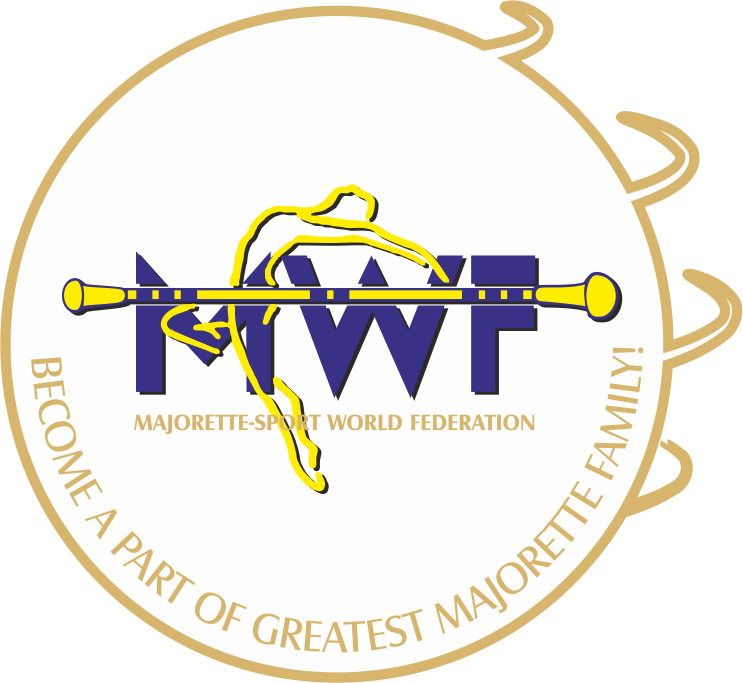 MWF
MAJORETTE-SPORT WORLD FEDERATION
BECOME A PART OF GREATEST MAJORETTE FAMILY!